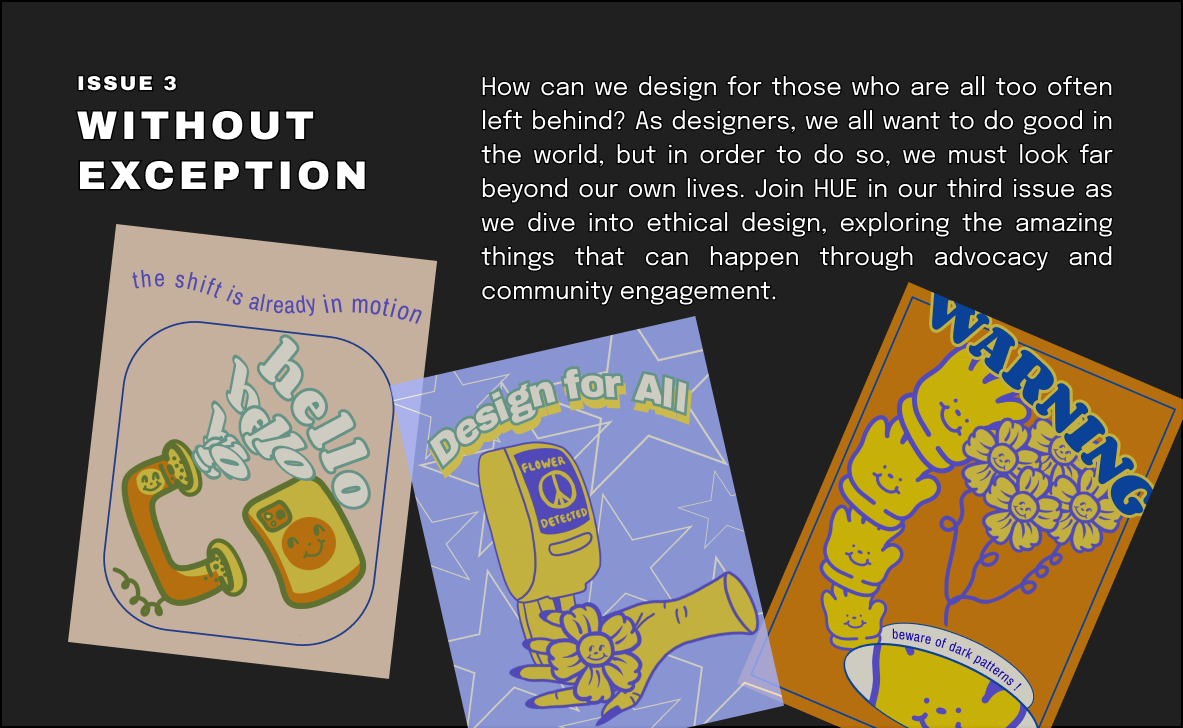 ISSUE 3
WITHOUT
EXCEPTION
How can we design for those who are all too often
left behind? As designers, we all want to do good in
the world, but in order to do so, we must look far
beyond our own lives. Join HUE in our third issue as
we dive into ethical design, exploring the amazing
things that can happen through advocacy and
community engagement.
the shift is already in motion
hello
hello
hello
Design for All
FLOWER
DETECTED
WARNING
beware of dark patterns !